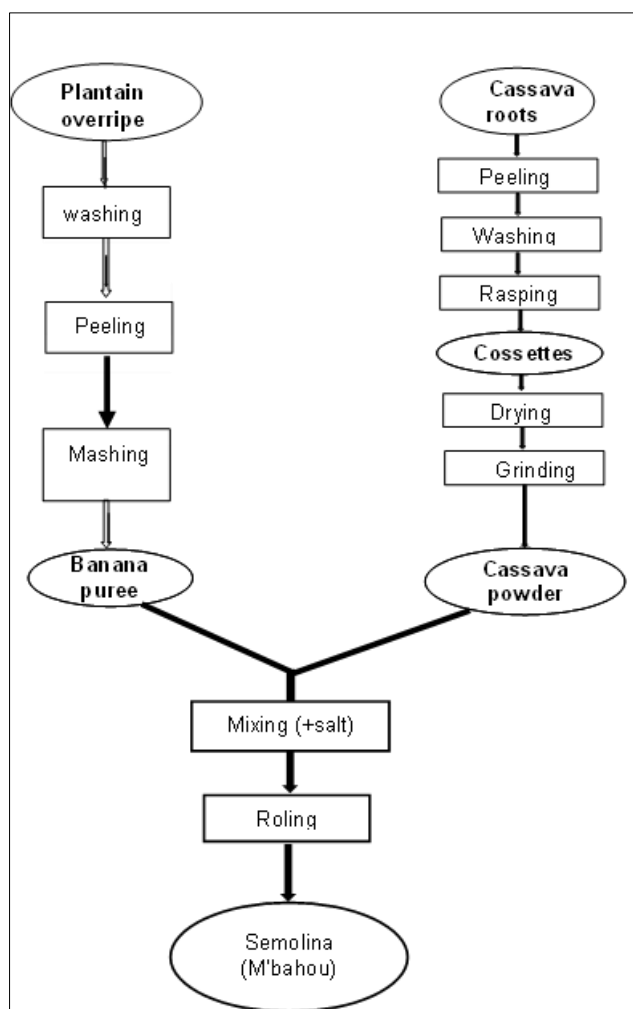 Plantain
overripe
washing
Peeling
Mashing
Banana
puree
Cassava
roots
Peeling
Washing
Rasping
Cossettes
Drying
Grinding
Cassava
powder
Mixing (+salt)
Roling
Semolina
(M'bahou)